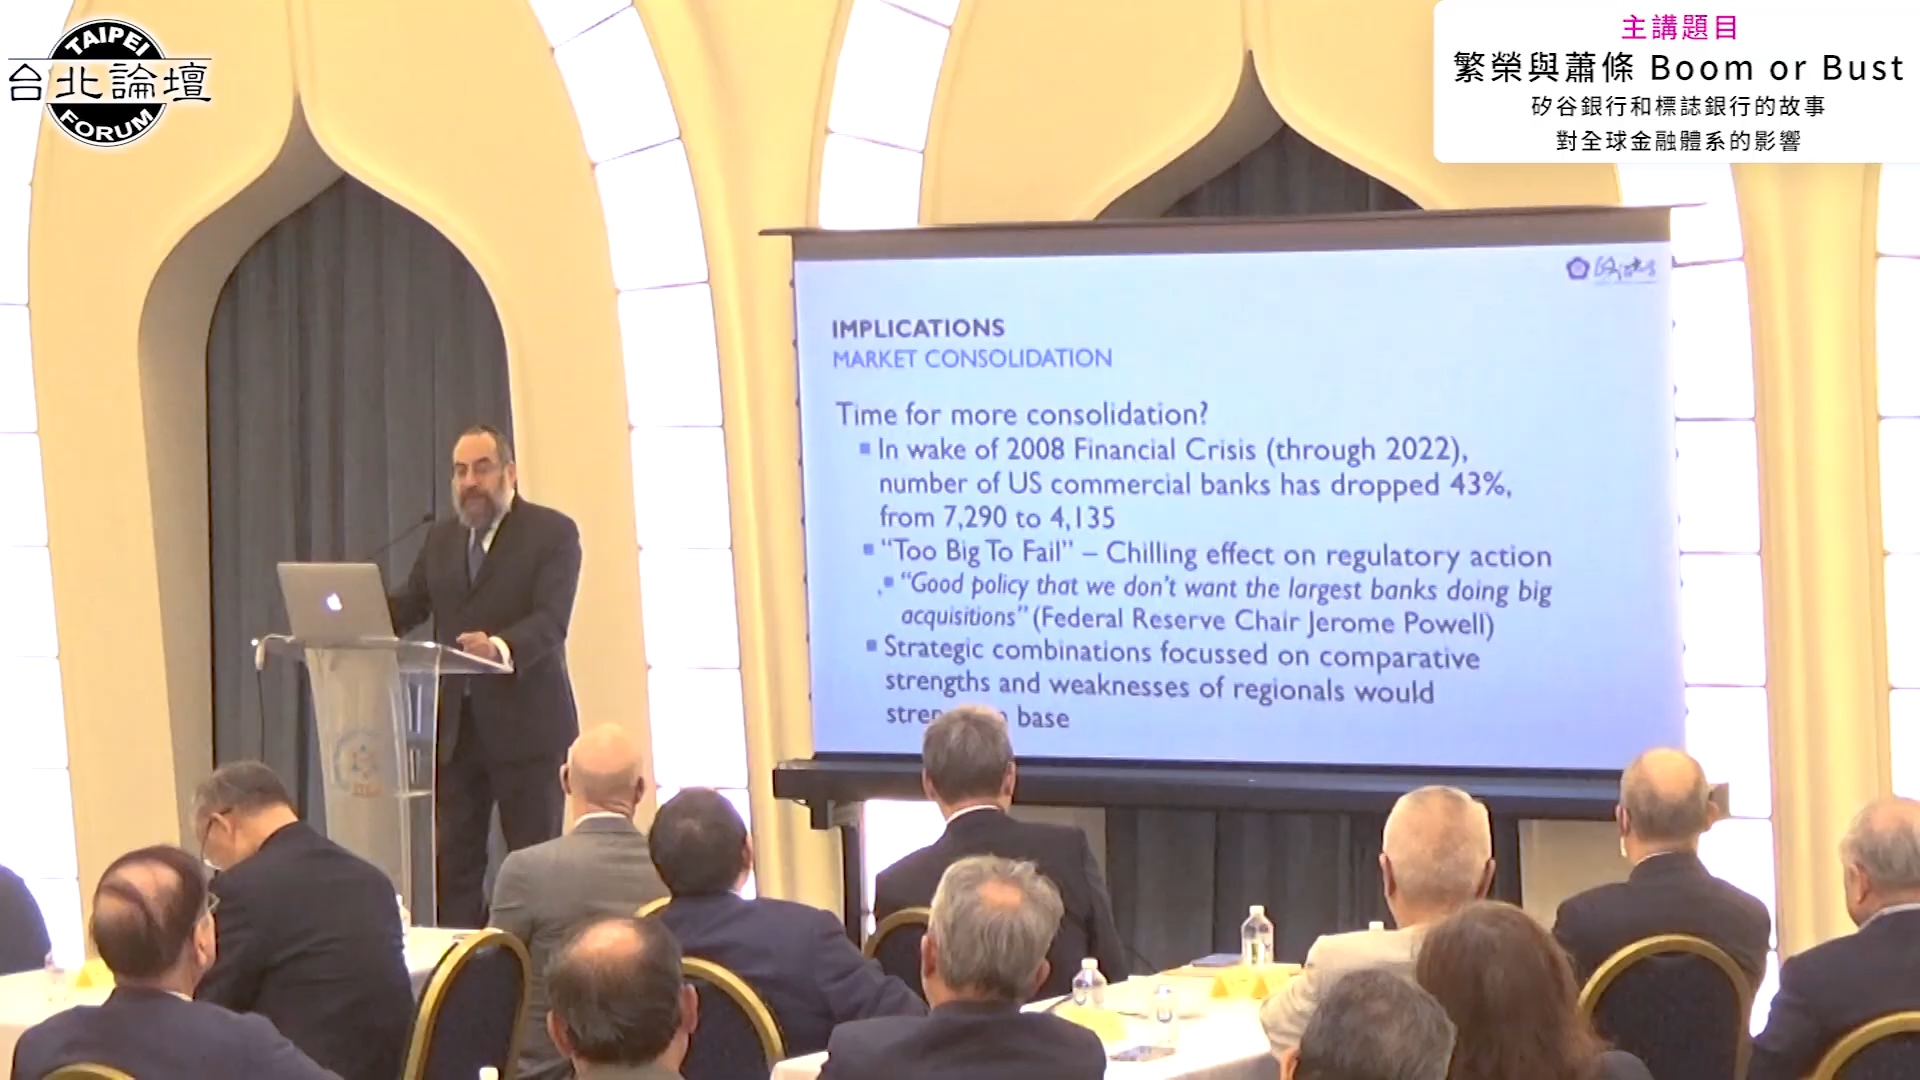 TAIPEI
台北論壇
FORUM
主講題目
繁榮與蕭條 Boom or Bust
矽谷銀行和標誌銀行的故事
對全球金融體系的影響
IMPLICATIONS
MARKET CONSOLIDATION
Time for more consolidation?
In wake of 2008 Financial Crisis (through 2022),
number of US commercial banks has dropped 43%,
from 7,290 to 4,135
“Too Big To Fail” – Chilling effect on regulatory action
“Good policy that we don’t want the largest banks doing big
acquisitions” (Federal Reserve Chair Jerome Powell)
Strategic combinations focussed on comparative
strengths and weaknesses of regionals would
base